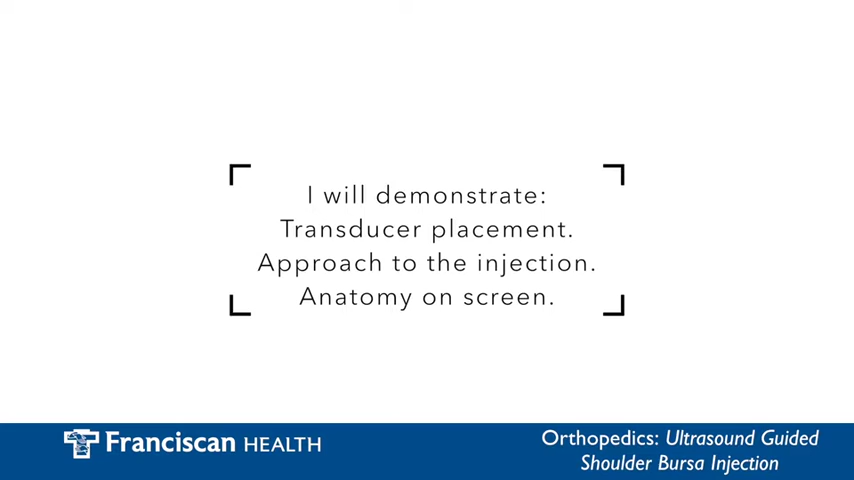 I will demonstrate:
Transducer placement.
Approach to the injection.
Anatomy on screen.
Franciscan HEALTH
Orthopedics: Ultrasound Guided
Shoulder Bursa Injection